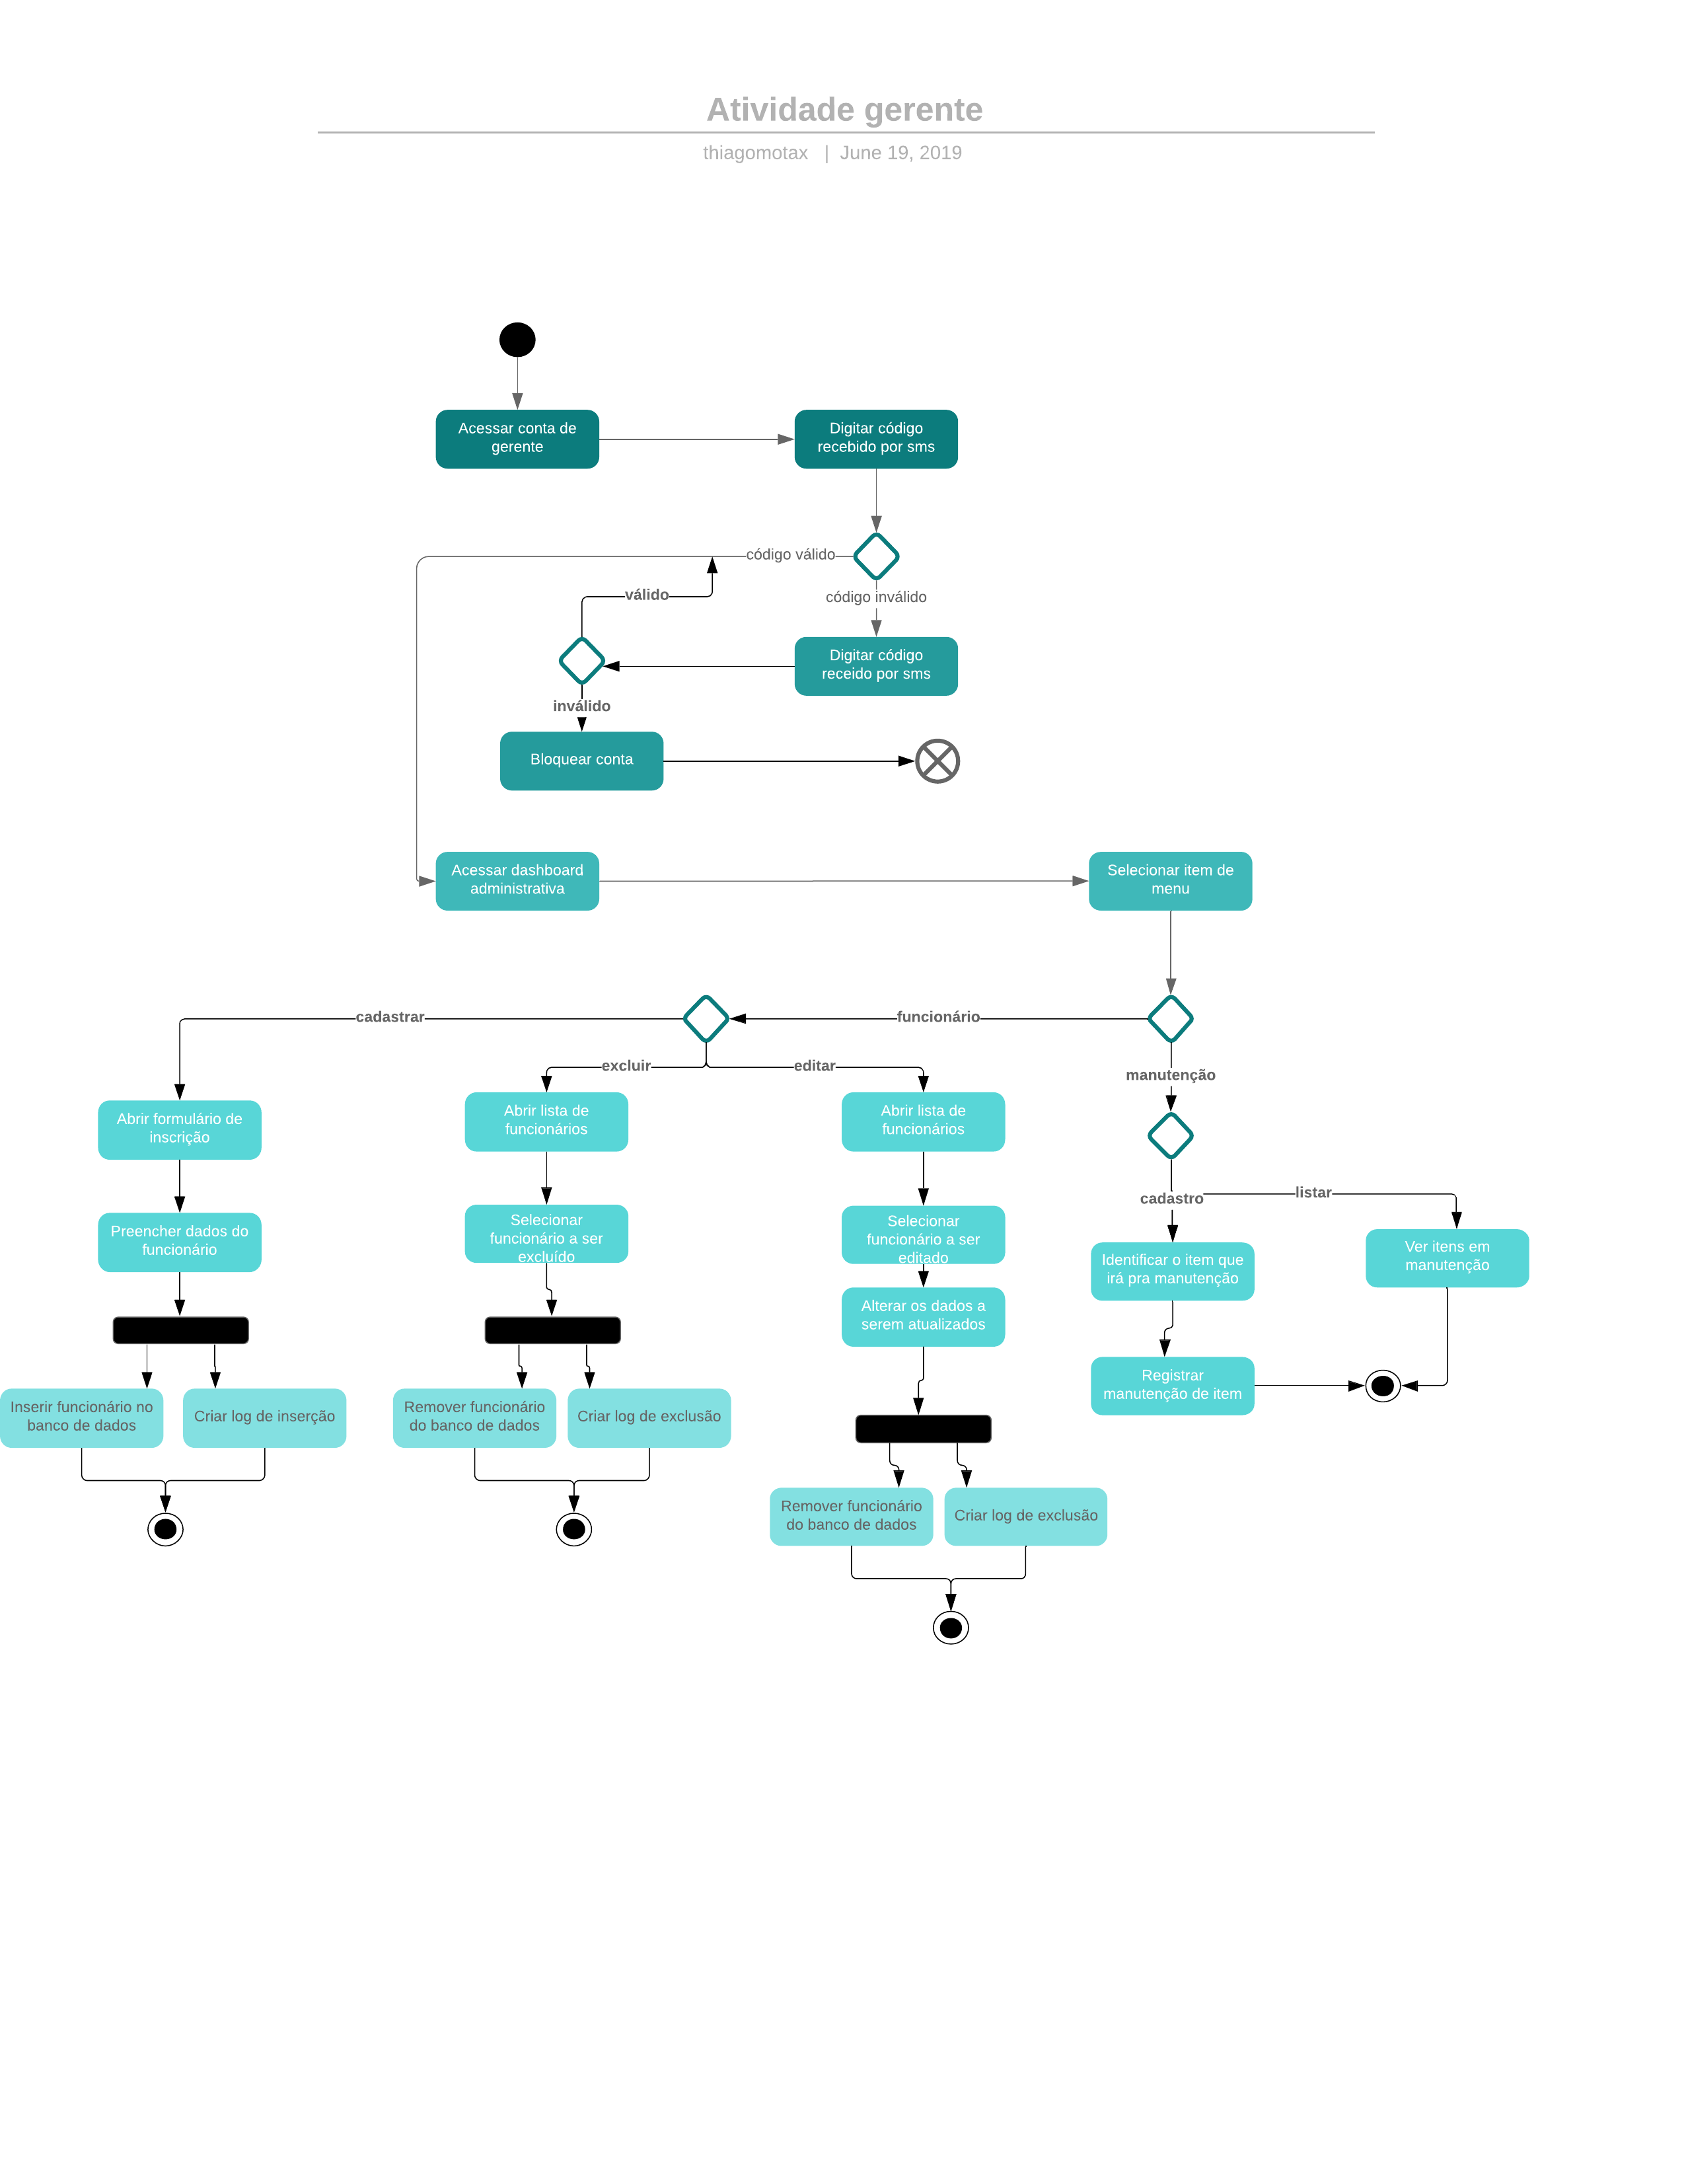 Atividade gerente
thiagomotax | June 19, 2019
Acessar conta de
gerente
Digitar código
recebido por sms
código válido
código inválido
válido
Digitar código
receido por sms
inválido
Bloquear conta
Acessar dashboard
administrativa
Selecionar item de
menu
cadastrar
funcionário
excluir
editar
manutenção
Abrir formulário de
inscrição
Abrir lista de
funcionários
Abrir lista de
funcionários
cadastro
listar
Preencher dados do
funcionário
Selecionar
funcionário a ser
excluído
Selecionar
funcionário a ser
editado
Identificar o item que
irá pra manutenção
Ver itens em
manutenção
Alterar os dados a
serem atualizados
Registrar
manutenção de item
Inserir funcionário no
banco de dados
Criar log de inserção
Remover funcionário
do banco de dados
Criar log de exclusão
Remover funcionário
do banco de dados
Criar log de exclusão